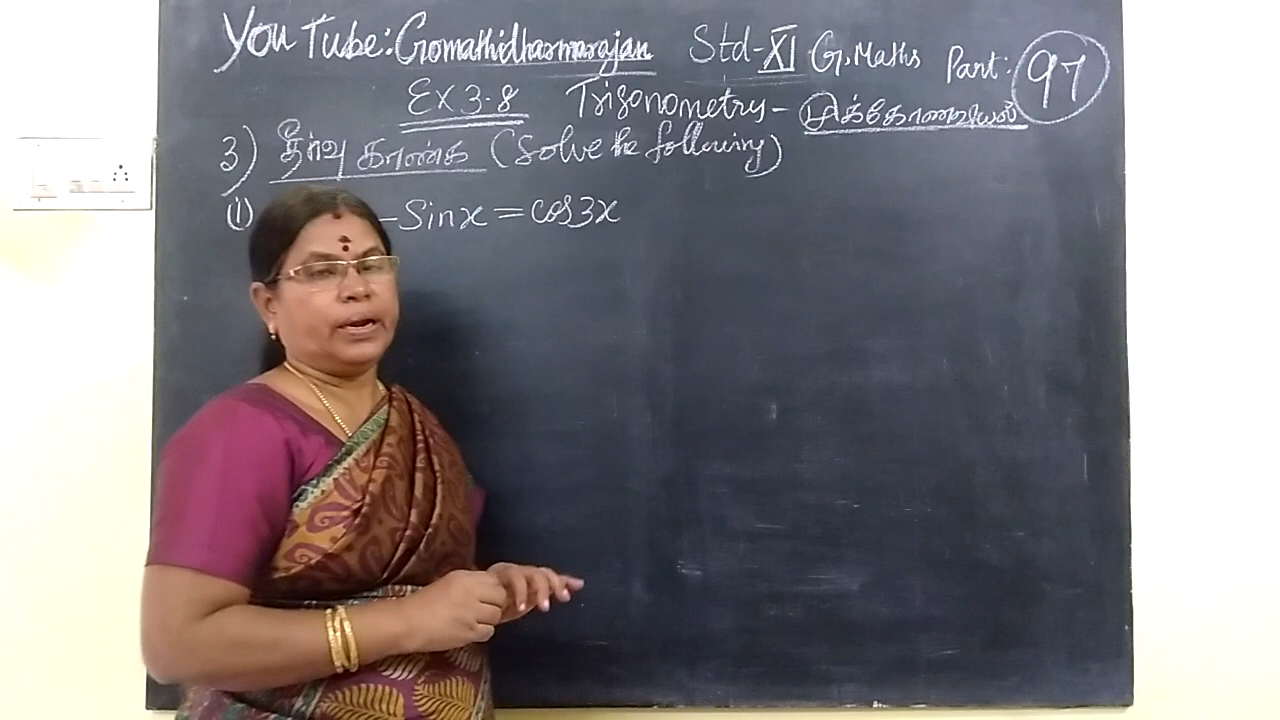 You Tube: Gomathidharmarajan Std-XI G.Maths Part: 97
Ex 3.8 Trigonometry- முக்கோணவியல்
3) தீர்வு காண்க (Solve the following)
(1) -Sinx = cos3x